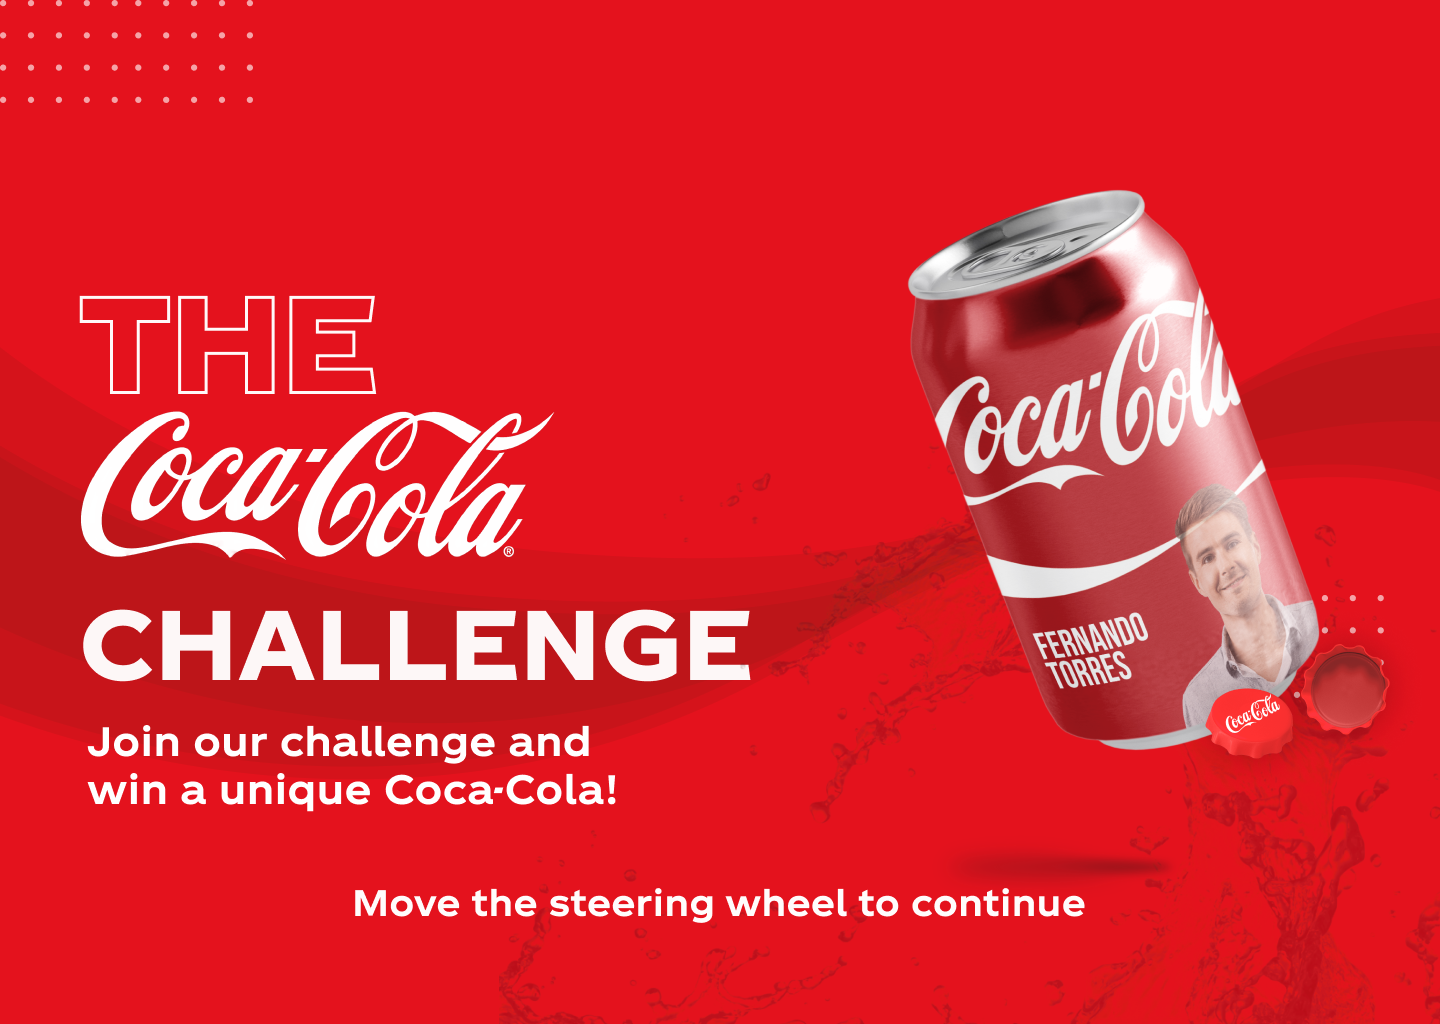 THE
Coca-Cola®
CHALLENGE
Join our challenge and
win a unique Coca-Cola!
Coca-Cola
FERNANDO
TORRES
Coca-Cola
Move the steering wheel to continue